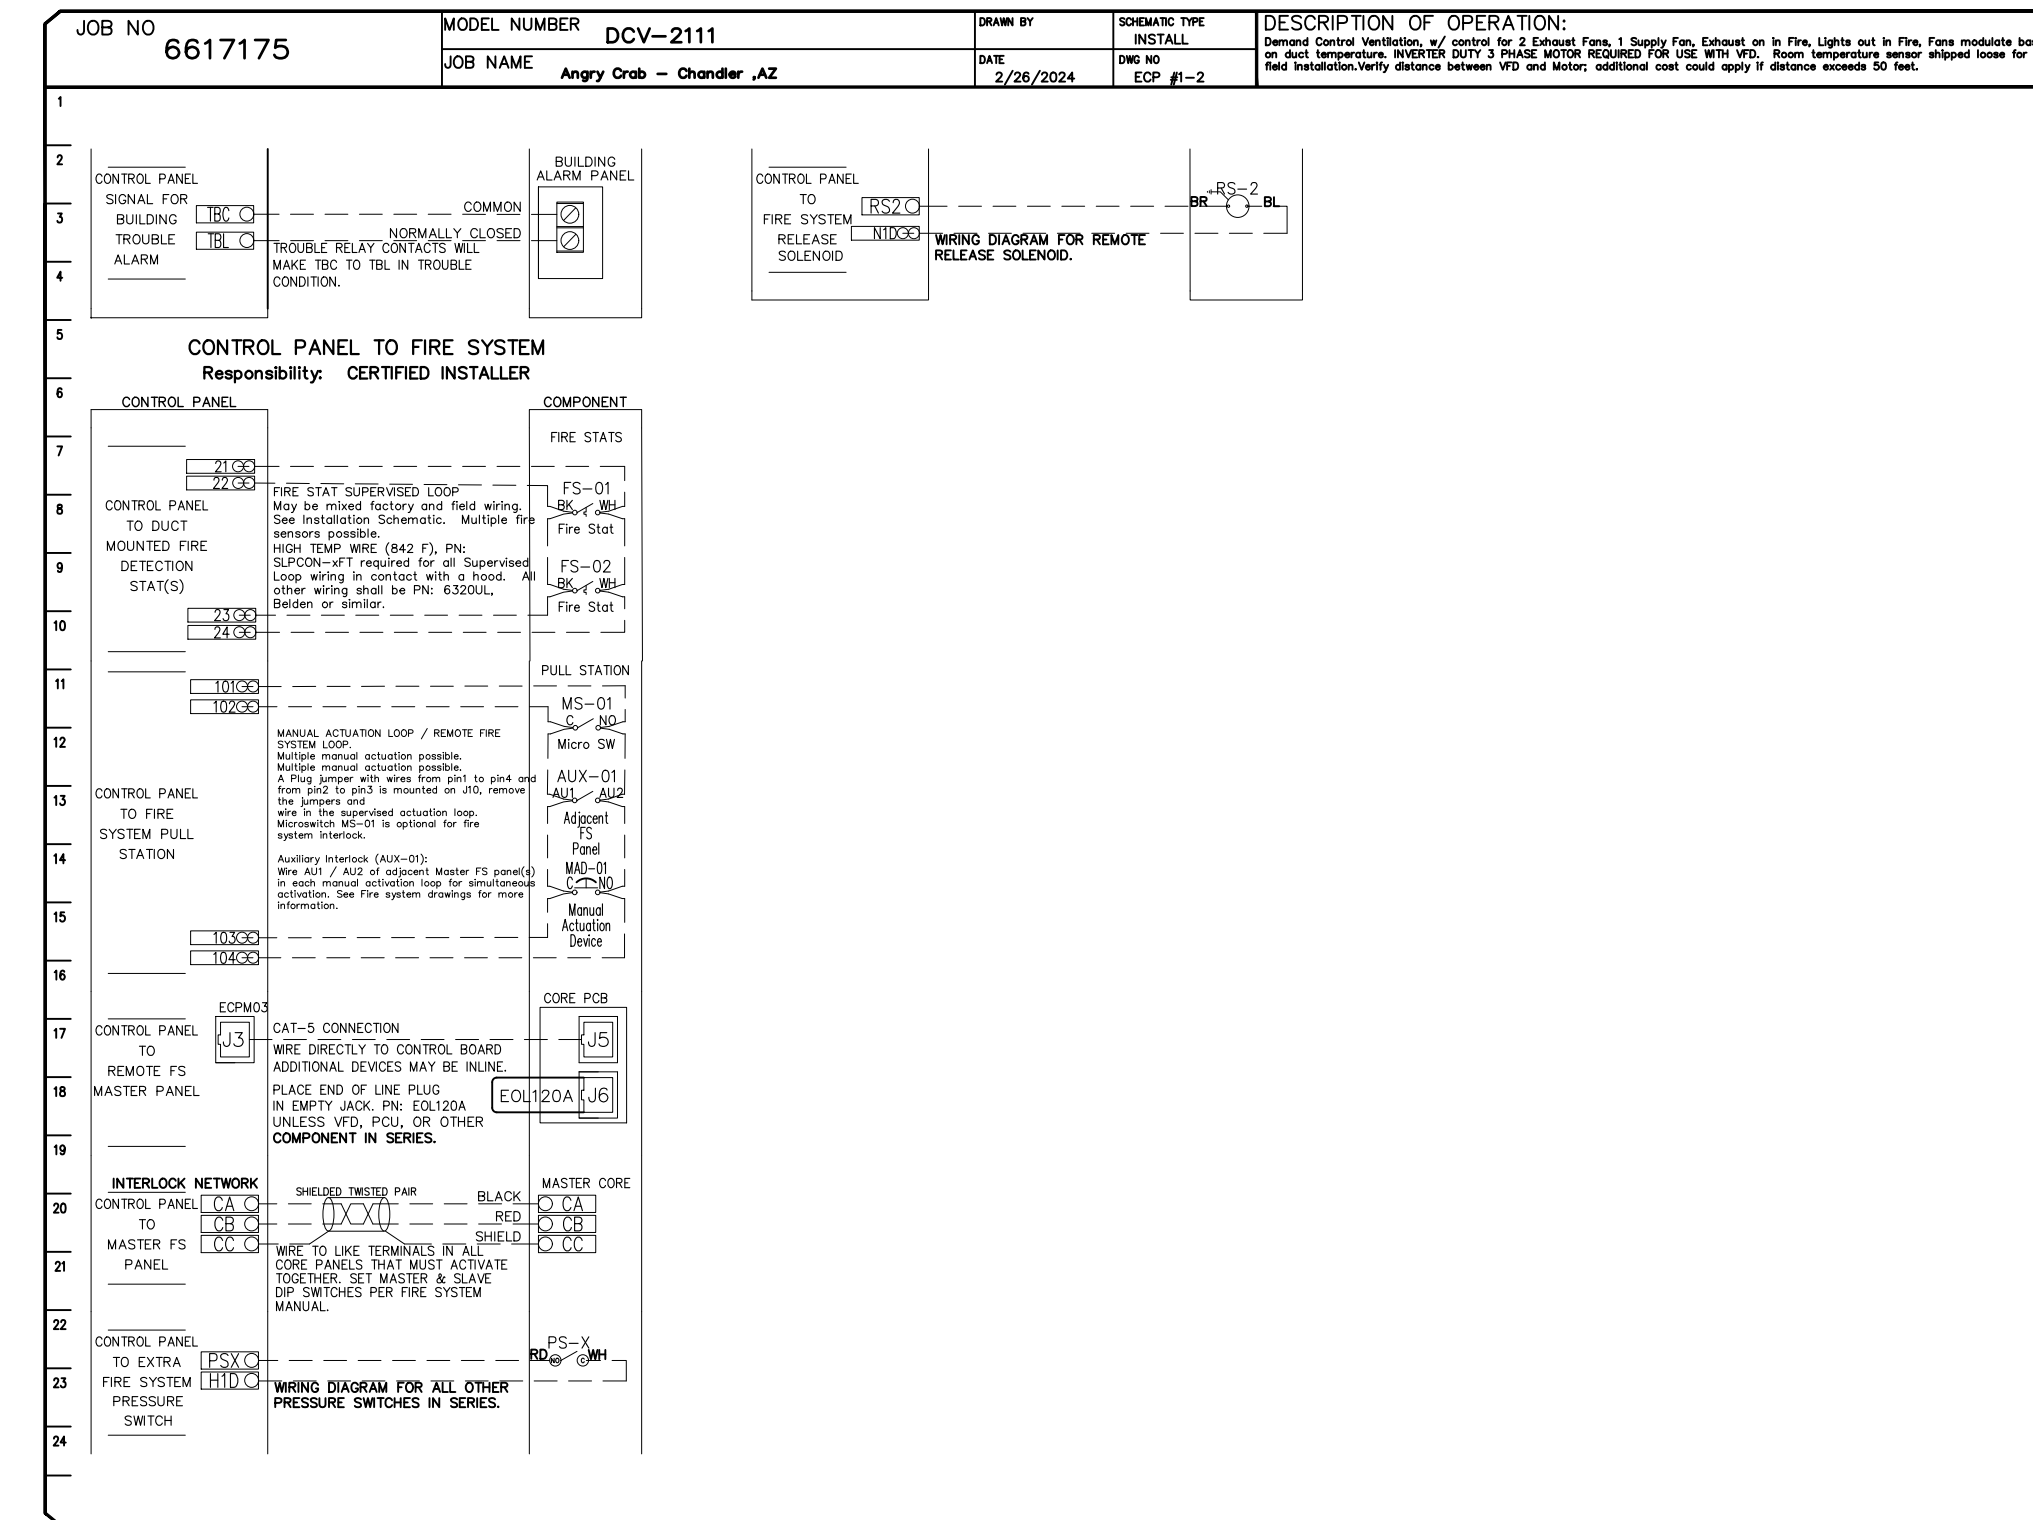 JOB NO
6617175
MODEL NUMBER
DCV-2111
JOB NAME
Angry Crab - Chandler ,AZ
DRAWN BY
DATE
2/26/2024
SCHEMATIC TYPE
INSTALL
DWG NO
ECP #1-2
DESCRIPTION OF OPERATION:
Demand Control Ventilation, w/ control for 2 Exhaust Fans, 1 Supply Fan, Exhaust on in Fire, Lights out in Fire, Fans modulate
on duct temperature. INVERTER DUTY 3 PHASE MOTOR REQUIRED FOR USE WITH VFD. Room temperature sensor shipped loose for
field installation.Verify distance between VFD and Motor; additional cost could apply if distance exceeds 50 feet.
1
2
3
4
5
6
7
8
9
10
11
12
13
14
15
16
17
18
19
20
21
22
23
24
CONTROL PANEL
SIGNAL FOR
BUILDING
TROUBLE
ALARM
TBC
TBL
COMMON
NORMALLY CLOSED
TROUBLE RELAY CONTACTS WILL
MAKE TBC TO TBL IN TROUBLE
CONDITION.
BUILDING
ALARM PANEL
CONTROL PANEL
TO
FIRE SYSTEM
RELEASE
SOLENOID
RS2
N1D
WIRING DIAGRAM FOR REMOTE
RELEASE SOLENOID.
RS-2
BR
BL
CONTROL PANEL TO FIRE SYSTEM
Responsibility: CERTIFIED INSTALLER
CONTROL PANEL
COMPONENT
FIRE STATS
21
22
CONTROL PANEL
TO DUCT
MOUNTED FIRE
DETECTION
STAT(S)
FIRE STAT SUPERVISED LOOP
May be mixed factory and field wiring.
See Installation Schematic. Multiple fire
sensors possible.
HIGH TEMP WIRE (842 F), PN:
SLPCON-xFT required for all Supervised
Loop wiring in contact with a hood. All
other wiring shall be PN: 6320UL,
Belden or similar.
FS-01
BK WH
Fire Stat
FS-02
BK WH
Fire Stat
23
24
PULL STATION
101
102
MS-01
C NO
Micro SW
MANUAL ACTUATION LOOP / REMOTE FIRE
SYSTEM LOOP.
Multiple manual actuation possible.
Multiple manual actuation possible.
A Plug jumper with wires from pin1 to pin4 and
from pin2 to pin3 is mounted on J10, remove
the jumpers and
wire in the supervised actuation loop.
Microswitch MS-01 is optional for fire
system interlock.
Auxiliary Interlock (AUX-01):
Wire AU1 / AU2 of adjacent Master FS panel(s)
in each manual activation loop for simultaneous
activation. See Fire system drawings for more
information.
CONTROL PANEL
TO FIRE
SYSTEM PULL
STATION
AUX-01
AU1 AU2
Adjacent
FS
Panel
MAD-01
C NO
Manual
Actuation
Device
103
104
ECPM03
J3
CONTROL PANEL
TO
REMOTE FS
MASTER PANEL
CAT-5 CONNECTION
WIRE DIRECTLY TO CONTROL BOARD
ADDITIONAL DEVICES MAY BE INLINE.
PLACE END OF LINE PLUG
IN EMPTY JACK. PN: EOL120A
UNLESS VFD, PCU, OR OTHER
COMPONENT IN SERIES.
CORE PCB
J5
EOL120A
J6
INTERLOCK NETWORK
CONTROL PANEL
TO
MASTER FS
PANEL
CA
CB
CC
SHIELDED TWISTED PAIR
BLACK
RED
SHIELD
MASTER CORE
CA
CB
CC
WIRE TO LIKE TERMINALS IN ALL
CORE PANELS THAT MUST ACTIVATE
TOGETHER. SET MASTER & SLAVE
DIP SWITCHES PER FIRE SYSTEM
MANUAL.
CONTROL PANEL
TO EXTRA
FIRE SYSTEM
PRESSURE
SWITCH
PSX
H1D
PS-X
RD NO C WH
WIRING DIAGRAM FOR ALL OTHER
PRESSURE SWITCHES IN SERIES.